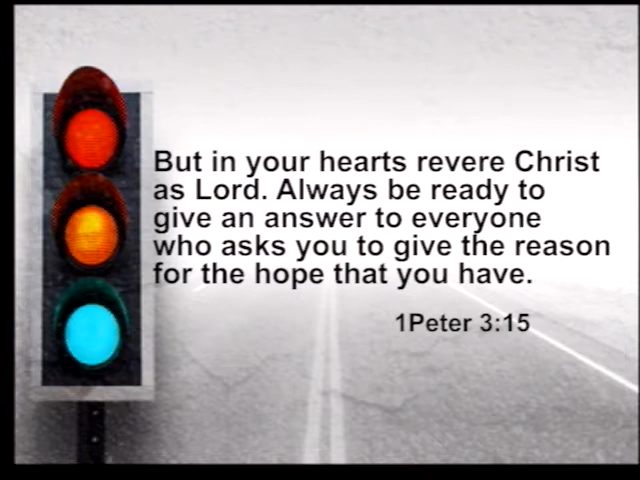 But in your hearts revere Christ
as Lord. Always be ready to
give an answer to everyone
who asks you to give the reason
for the hope that you have.
1Peter 3:15